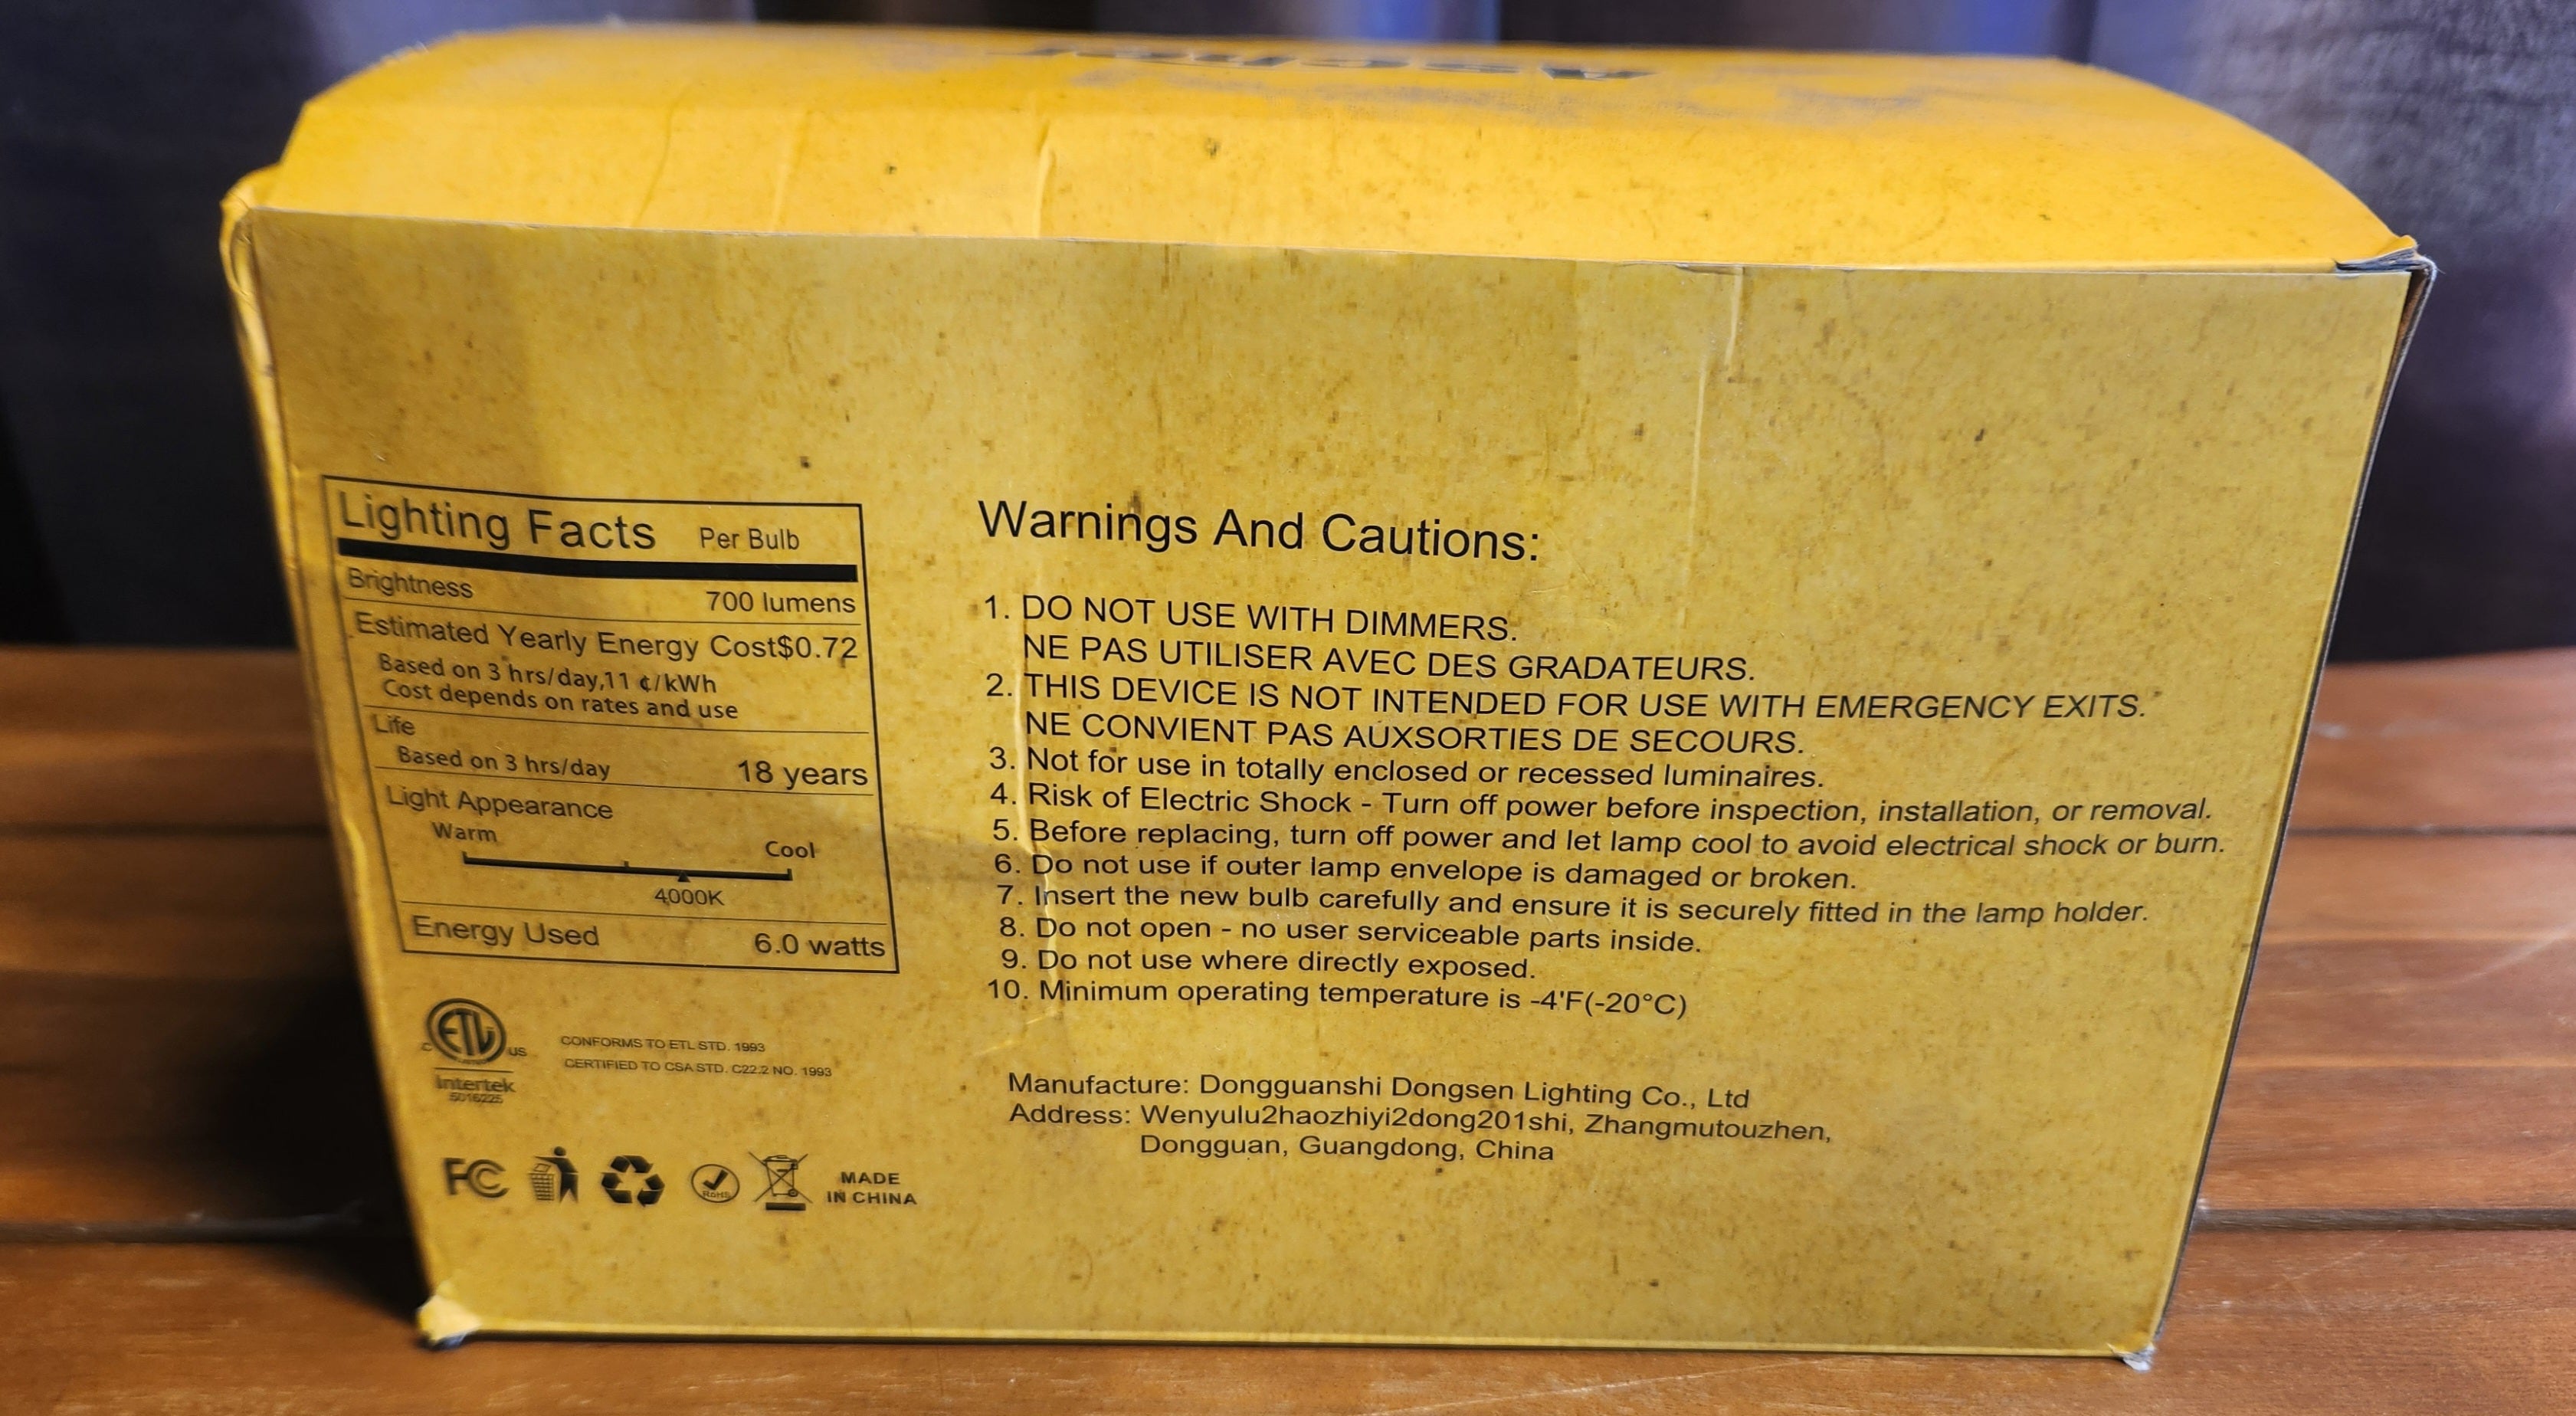 Lighting Facts Per Bulb
Brightness 700 lumens
Estimated Yearly Energy Cost$0.72
Based on 3 hrs/day,11 ¢/kWh
Cost depends on rates and use
Life
Based on 3 hrs/day 18 years
Light Appearance
Warm Cool
4000K
Energy Used 6.0 watts
C ETL US
Intertek
5016225
CONFORMS TO ETL STD. 1993
CERTIFIED TO CSA STD. C22.2 NO. 1993
FC RoHS
MADE
IN CHINA
Warnings And Cautions:
1. DO NOT USE WITH DIMMERS.
NE PAS UTILISER AVEC DES GRADATEURS.
2. THIS DEVICE IS NOT INTENDED FOR USE WITH EMERGENCY EXITS.
NE CONVIENT PAS AUXSORTIES DE SECOURS.
3. Not for use in totally enclosed or recessed luminaires.
4. Risk of Electric Shock - Turn off power before inspection, installation, or removal.
5. Before replacing, turn off power and let lamp cool to avoid electrical shock or burn.
6. Do not use if outer lamp envelope is damaged or broken.
7. Insert the new bulb carefully and ensure it is securely fitted in the lamp holder.
8. Do not open - no user serviceable parts inside.
9. Do not use where directly exposed.
10. Minimum operating temperature is -4'F(-20°C)
Manufacture: Dongguanshi Dongsen Lighting Co., Ltd
Address: Wenyulu2haozhiyi2dong201shi, Zhangmutouzhen,
Dongguan, Guangdong, China